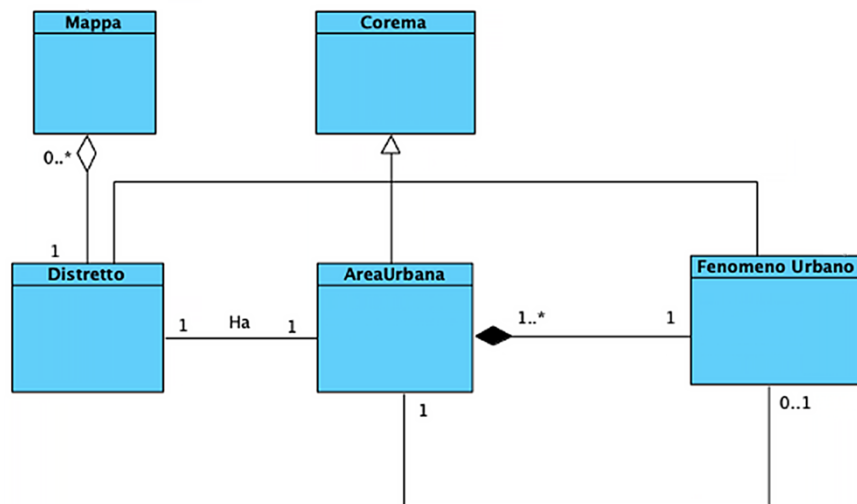 Mappa
Corema
0..*
1
Distretto
AreaUrbana
Fenomeno Urbano
1
Ha
1
1..*
1
1
0..1